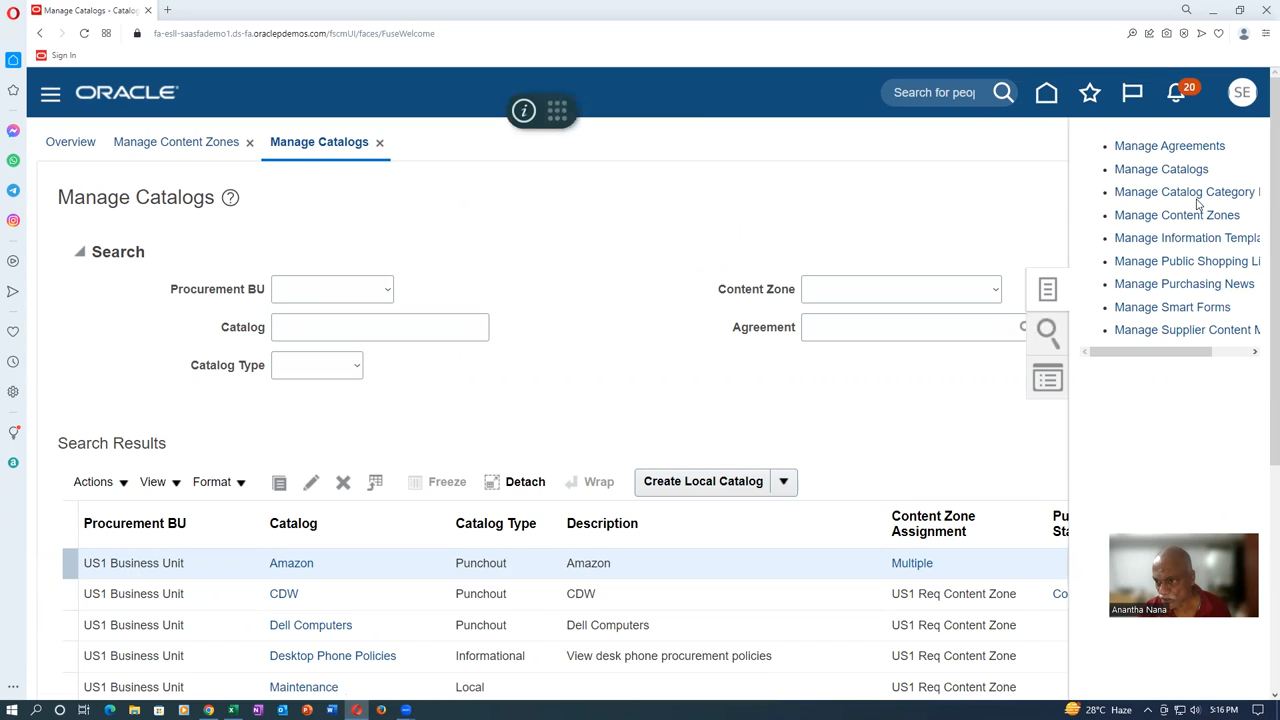 Manage Catalogs - Catalog
fa-esll-saasfademo1.ds-fa.oraclepdemos.com/fscmUI/faces/FuseWelcome
Sign In
ORACLE
Search for peop
20
SE
Overview
Manage Content Zones
Manage Catalogs
Manage Catalogs
Search
Procurement BU
Content Zone
Catalog
Agreement
Catalog Type
Manage Agreements
Manage Catalogs
Manage Catalog Category
Manage Content Zones
Manage Information Templa
Manage Public Shopping Li
Manage Purchasing News
Manage Smart Forms
Manage Supplier Content M
Search Results
Actions View Format Freeze Detach Wrap Create Local Catalog
Procurement BU Catalog Catalog Type Description Content Zone Assignment Pu Sta
US1 Business Unit Amazon Punchout Amazon Multiple
US1 Business Unit CDW Punchout CDW US1 Req Content Zone Co
US1 Business Unit Dell Computers Punchout Dell Computers US1 Req Content Zone
US1 Business Unit Desktop Phone Policies Informational View desk phone procurement policies US1 Req Content Zone
US1 Business Unit Maintenance Local US1 Req Content Zone
Anantha Nana
28°C Haze
5:16 PM